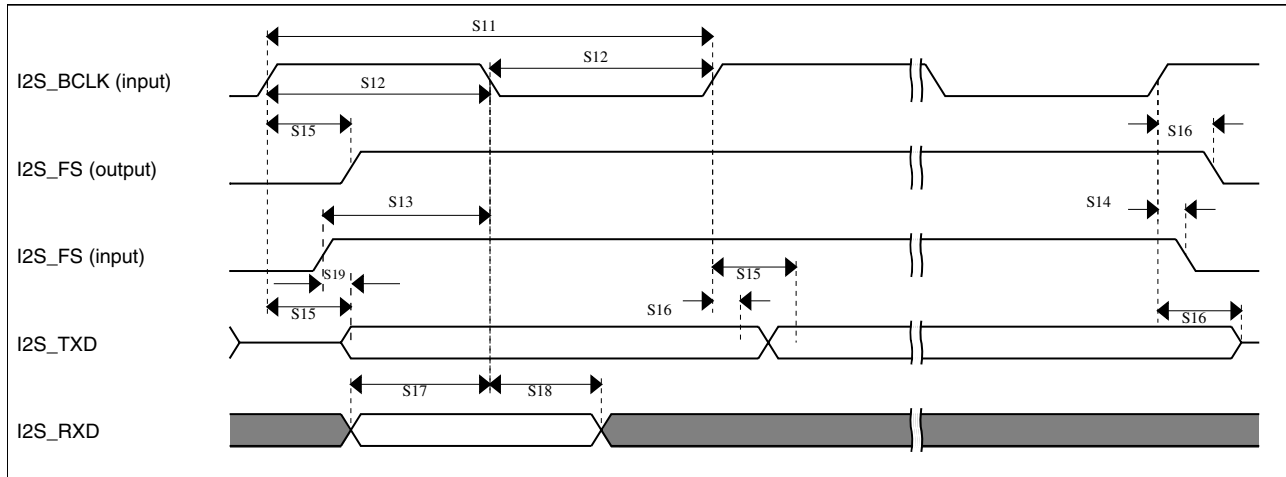 S11
I2S_BCLK (input)
S12
S12
S15
S16
I2S_FS (output)
S13
S14
I2S_FS (input)
S19
S15
S15
S16
S16
I2S_TXD
S17
S18
I2S_RXD